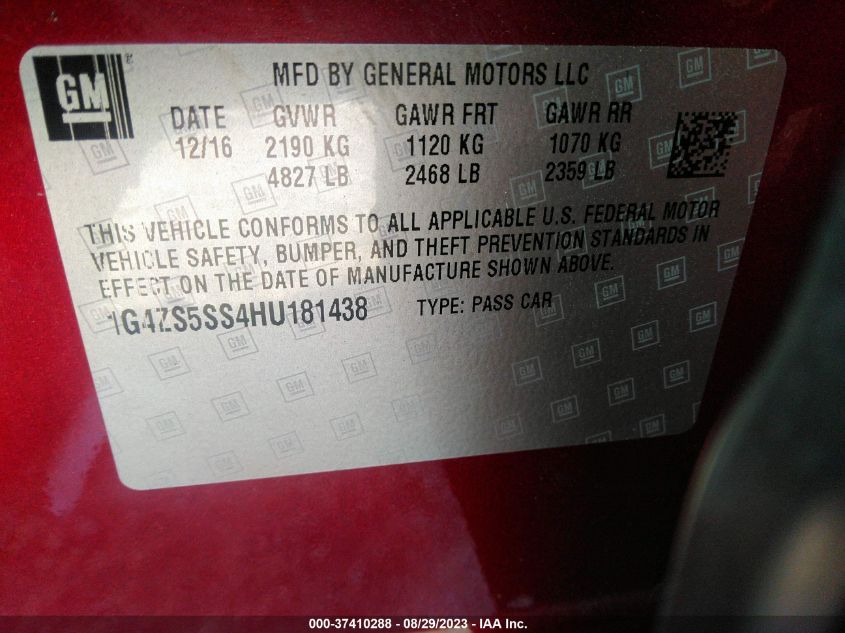 GM
MFD BY GENERAL MOTORS LLC
DATE GVWR GAWR FRT GAWR RR
12/16 2190 KG 1120 KG 1070 KG
4827 LB 2468 LB 2359 LB
THIS VEHICLE CONFORMS TO ALL APPLICABLE U.S. FEDERAL MOTOR
VEHICLE SAFETY, BUMPER, AND THEFT PREVENTION STANDARDS IN
EFFECT ON THE DATE OF MANUFACTURE SHOWN ABOVE.
1G4ZS5SS4HU181438 TYPE: PASS CAR
000-37410288 - 08/29/2023 - IAA Inc.